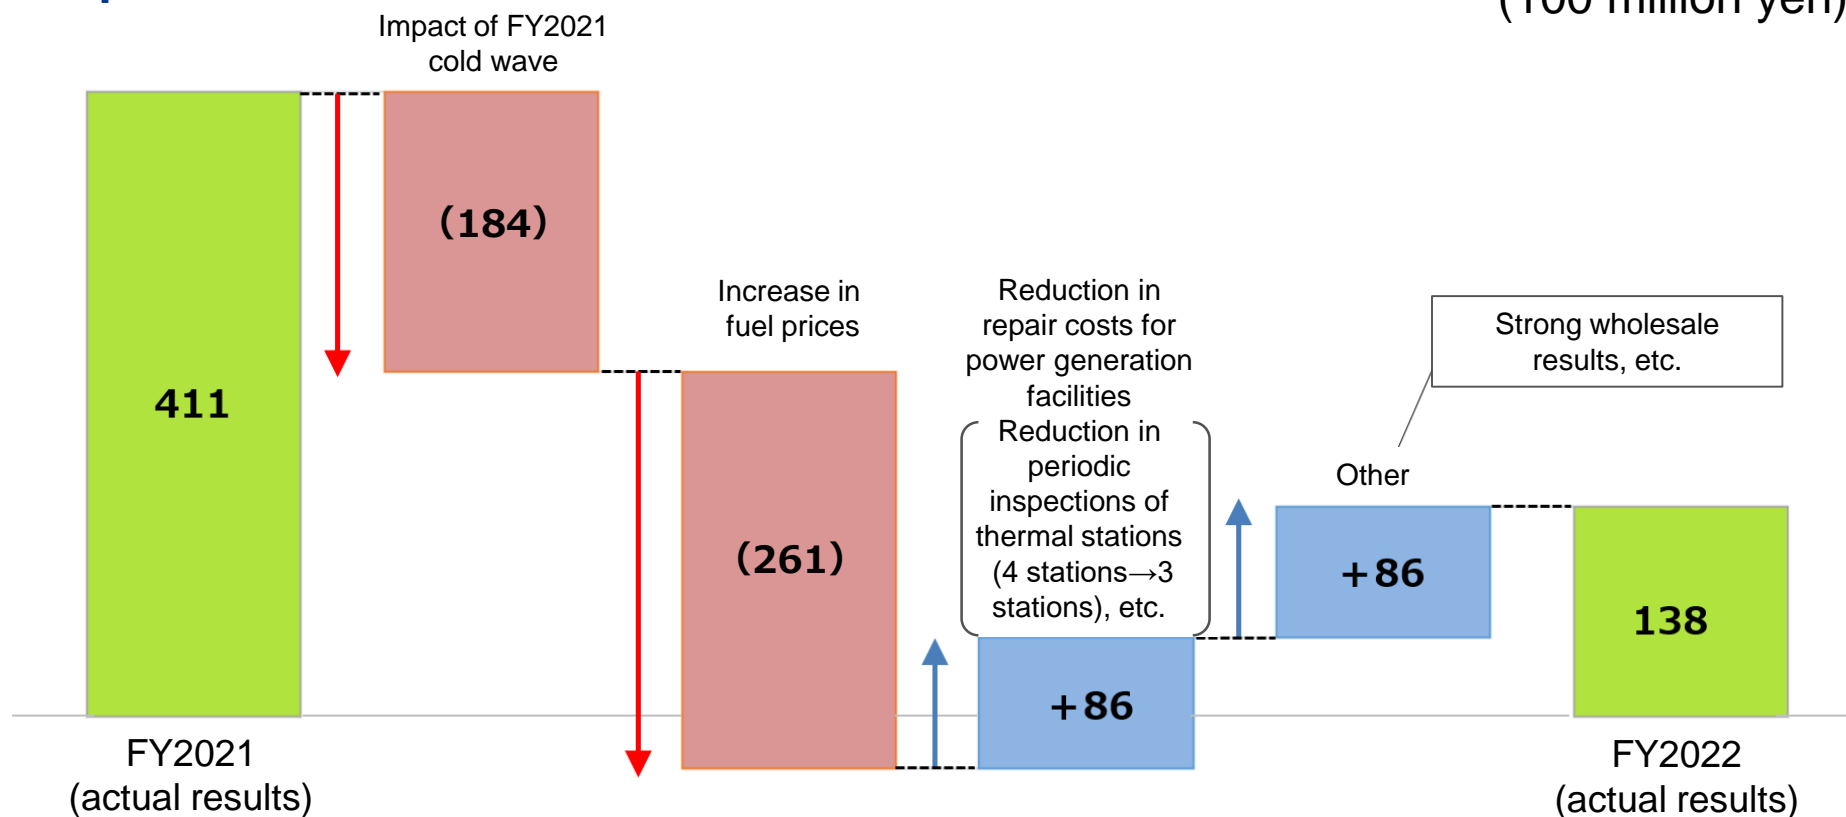 (100 million yen)
Impact of FY2021
cold wave
(184)
411
Increase in
fuel prices
(261)
Reduction in
repair costs for
power generation
facilities
Reduction in
periodic
inspections of
thermal stations
(4 stations→3
stations), etc.
+86
Strong wholesale
results, etc.
Other
+86
138
FY2021
(actual results)
FY2022
(actual results)